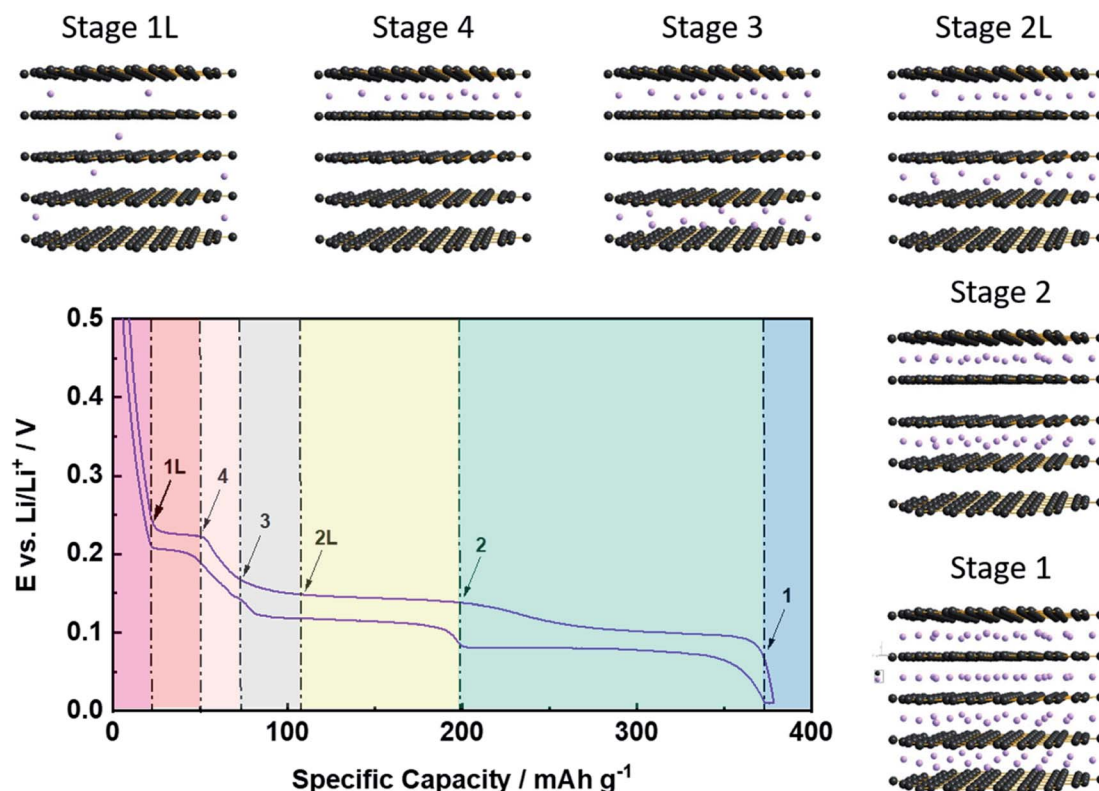 Stage 1L
Stage 4
Stage 3
Stage 2L
Stage 2
Stage 1
E vs. Li/Li⁺ / V
0.5
0.4
0.3
0.2
0.1
0.0
1L
4
3
2L
2
1
0
100
200
300
400
Specific Capacity / mAh g⁻¹